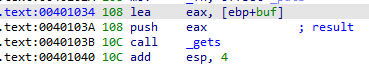 .text:00401034 108 lea     eax, [ebp+buf]
.text:0040103A 108 push    eax             ; result
.text:0040103B 10C call    _gets
.text:00401040 10C add     esp, 4